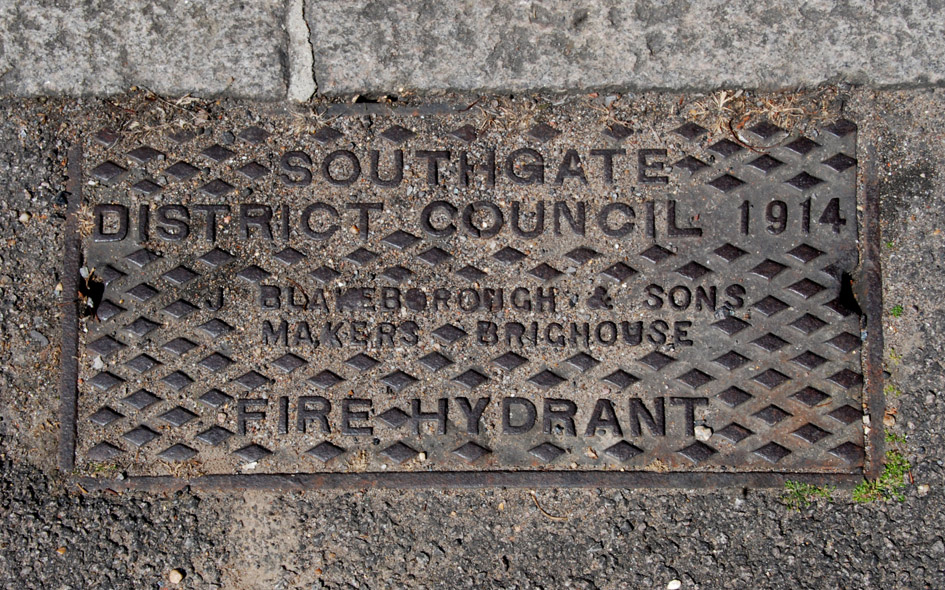 SOUTHGATE
DISTRICT COUNCIL 1914
J BLAKEBOROUGH & SONS
MAKERS BRIGHOUSE
FIRE HYDRANT